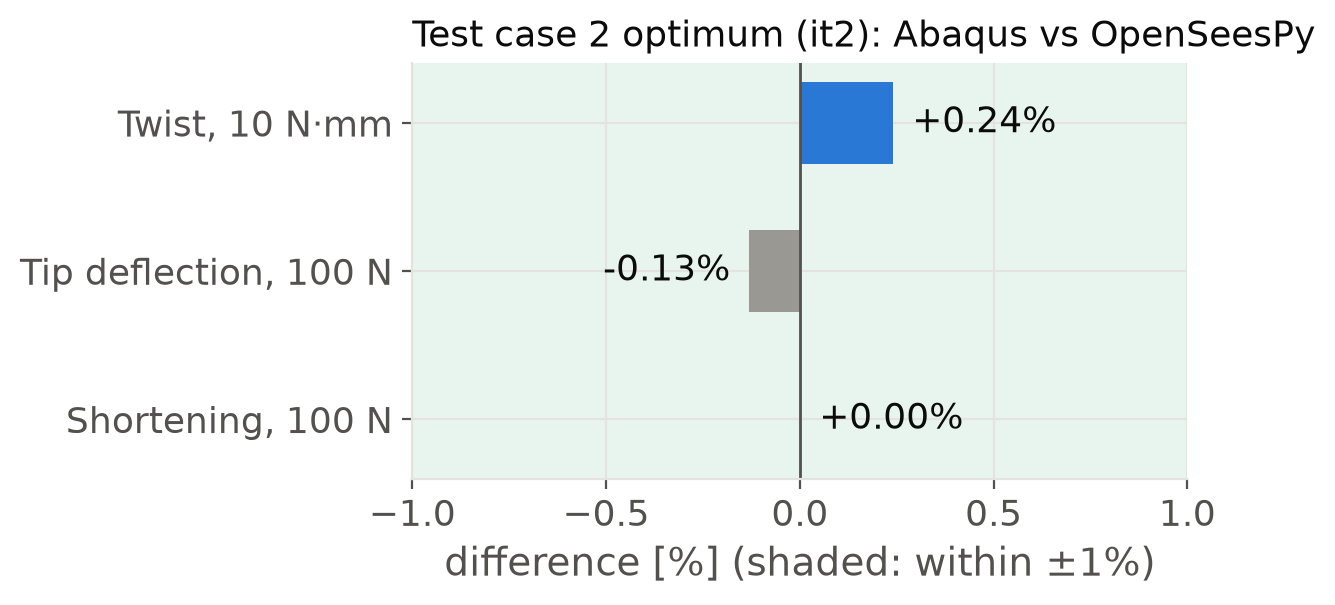 Test case 2 optimum (it2): Abaqus vs OpenSeesPy
Twist, 10 N·mm
+0.24%
Tip deflection, 100 N
-0.13%
Shortening, 100 N
+0.00%
−1.0 −0.5 0.0 0.5 1.0
difference [%] (shaded: within ±1%)